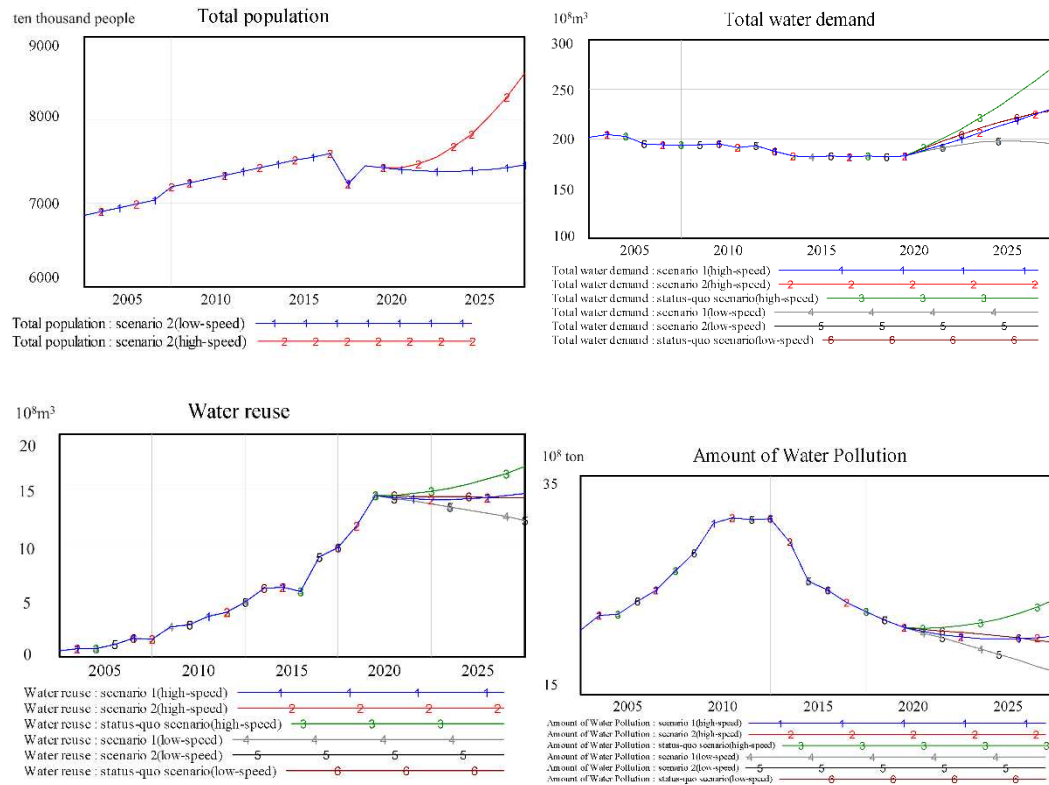 ten thousand people
Total population
9000
8000
7000
6000
2005 2010 2015 2020 2025
Total population : scenario 2(low-speed)
Total population : scenario 2(high-speed)
10⁸m³
Total water demand
300
250
200
150
100
2005 2010 2015 2020 2025
Total water demand : scenario 1(high-speed)
Total water demand : scenario 2(high-speed)
Total water demand : status-quo scenario(high-speed)
Total water demand : scenario 1(low-speed)
Total water demand : scenario 2(low-speed)
Total water demand : status-quo scenario(low-speed)
10⁸m³
Water reuse
20
15
10
5
0
2005 2010 2015 2020 2025
Water reuse : scenario 1(high-speed)
Water reuse : scenario 2(high-speed)
Water reuse : status-quo scenario(high-speed)
Water reuse : scenario 1(low-speed)
Water reuse : scenario 2(low-speed)
Water reuse : status-quo scenario(low-speed)
10⁸ ton
Amount of Water Pollution
35
15
2005 2010 2015 2020 2025
Amount of Water Pollution : scenario 1(high-speed)
Amount of Water Pollution : scenario 2(high-speed)
Amount of Water Pollution : status-quo scenario(high-speed)
Amount of Water Pollution : scenario 1(low-speed)
Amount of Water Pollution : scenario 2(low-speed)
Amount of Water Pollution : status-quo scenario(low-speed)